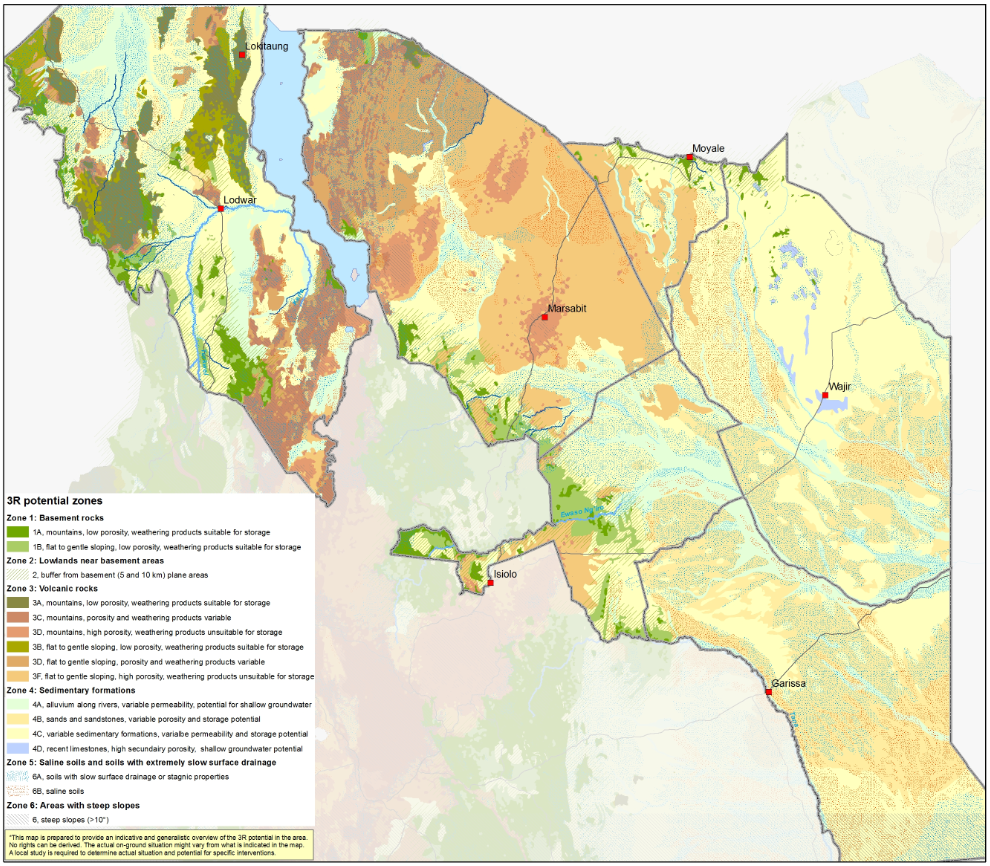 Lokitaung
Moyale
Lodwar
Marsabit
Wajir
Ewaso Ng'iro
Isiolo
Garissa
Tana
3R potential zones
Zone 1: Basement rocks
1A, mountains, low porosity, weathering products suitable for storage
1B, flat to gentle sloping, low porosity, weathering products suitable for storage
Zone 2: Lowlands near basement areas
2, buffer from basement (5 and 10 km) plane areas
Zone 3: Volcanic rocks
3A, mountains, low porosity, weathering products suitable for storage
3C, mountains, porosity and weathering products variable
3D, mountains, high porosity, weathering products unsuitable for storage
3B, flat to gentle sloping, low porosity, weathering products suitable for storage
3D, flat to gentle sloping, porosity and weathering products variable
3F, flat to gentle sloping, high porosity, weathering products unsuitable for storage
Zone 4: Sedimentary formations
4A, alluvium along rivers, variable permeability, potential for shallow groundwater
4B, sands and sandstones, variable porosity and storage potential
4C, variable sedimentary formations, varialbe permeability and storage potential
4D, recent limestones, high secundairy porosity, shallow groundwater potential
Zone 5: Saline soils and soils with extremely slow surface drainage
6A, soils with slow surface drainage or stagnic properties
6B, saline soils
Zone 6: Areas with steep slopes
6, steep slopes (>10°)
*This map is prepared to provide an indicative and generalistic overview of the 3R potential in the area.
No rights can be derived. The actual on-ground situation might vary from what is indicated in the map.
A local study is required to determine actual situation and potential for specific interventions.